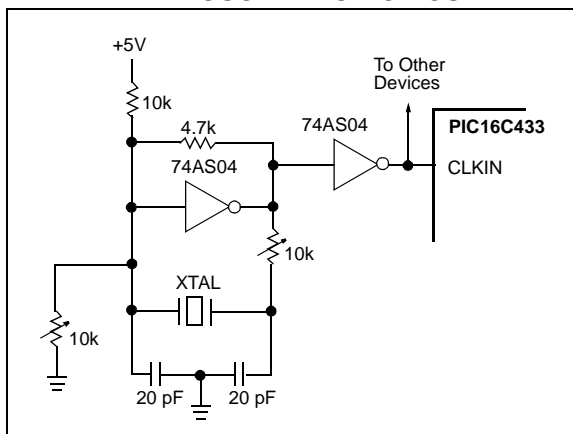 +5V
To Other
Devices
10k
4.7k
74AS04
PIC16C433
74AS04
CLKIN
10k
XTAL
10k
20 pF
20 pF